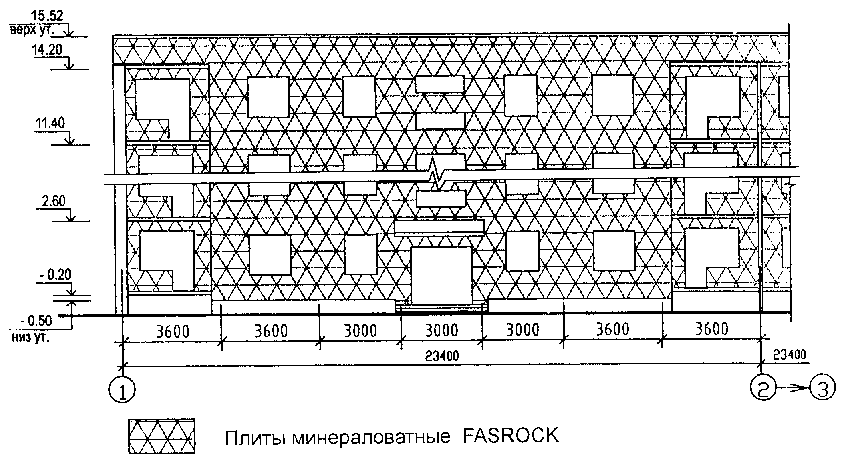 15.52
верх ут.
14.20
11.40
2.60
- 0.20
- 0.50
низ ут.
3600 3600 3000 3000 3000 3600 3600
23400 23400
1 2 3
Плиты минераловатные FASROCK